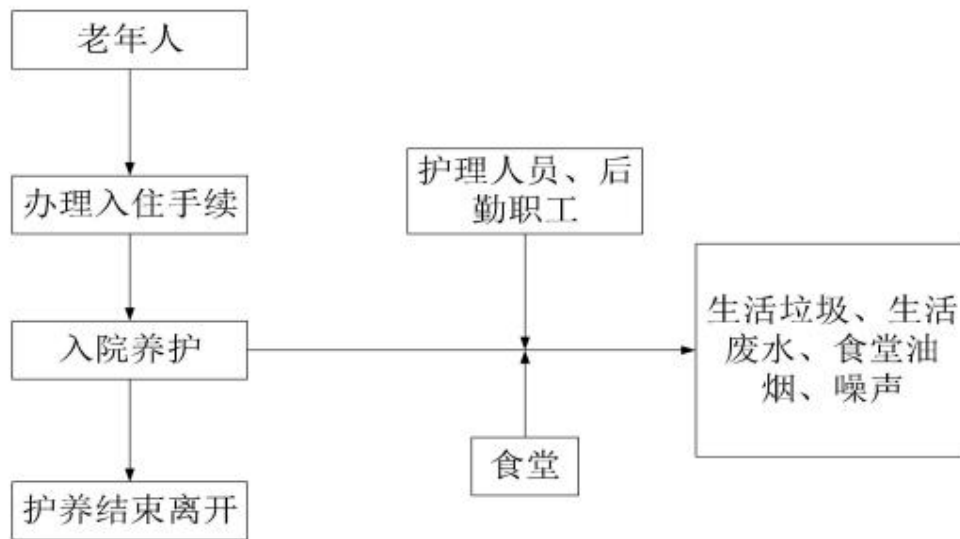 老年人
办理入住手续
入院养护
护养结束离开
护理人员、后
勤职工
食堂
生活垃圾、生活
废水、食堂油
烟、噪声